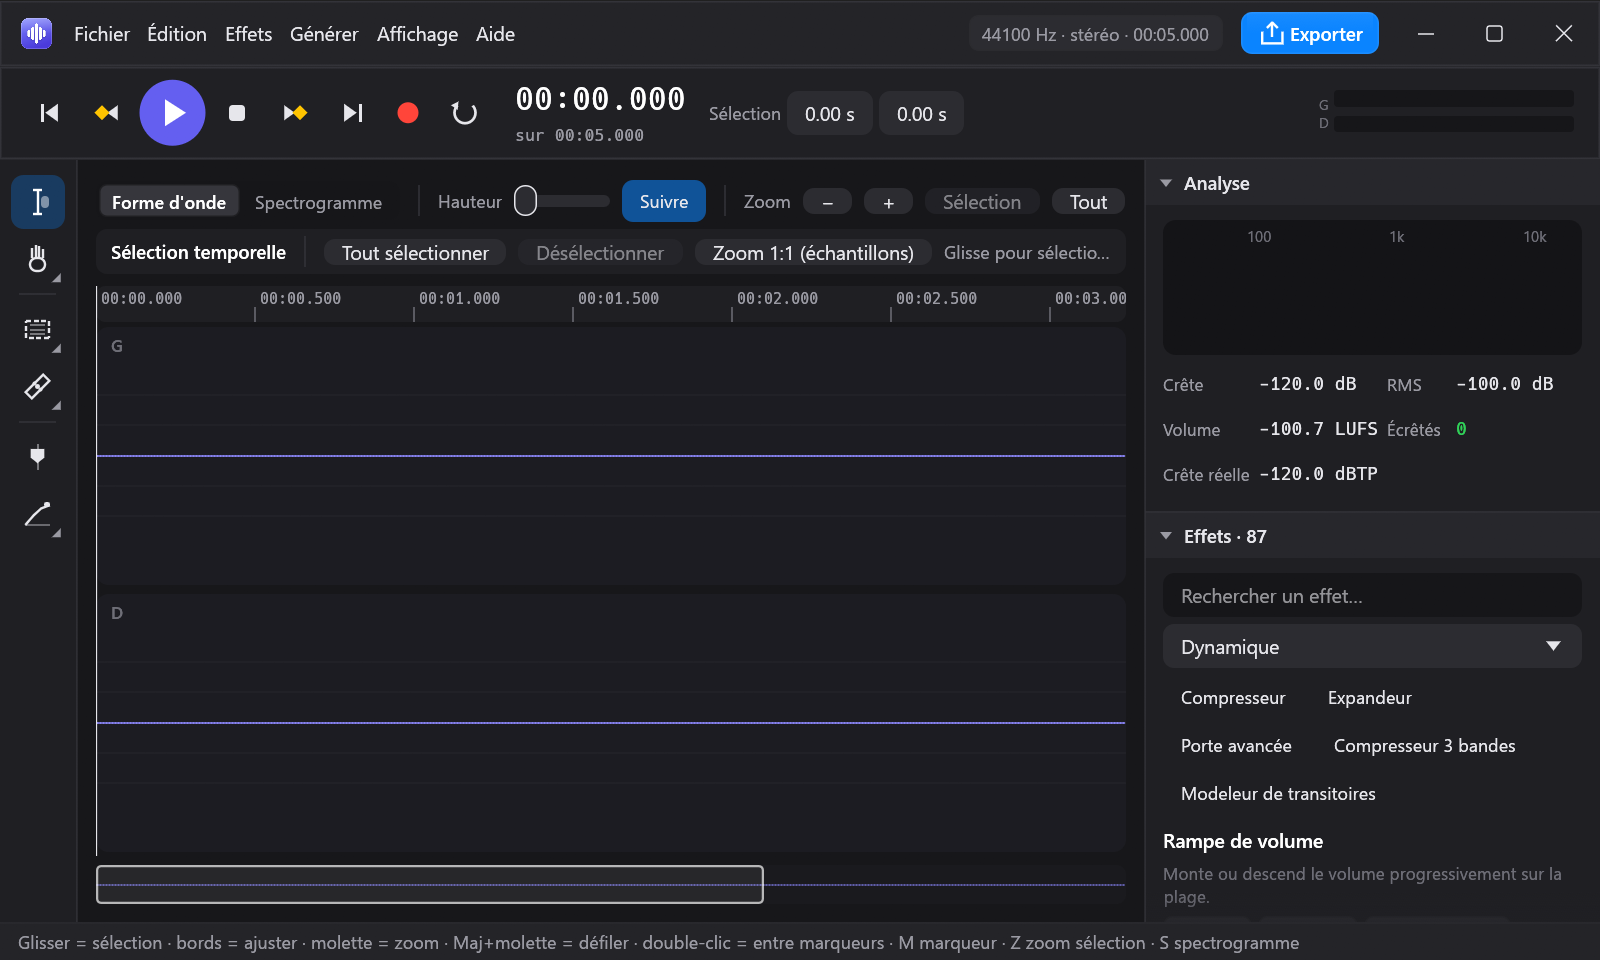 Fichier Édition Effets Générer Affichage Aide 44100 Hz · stéréo · 00:05.000 Exporter
00:00.000
sur 00:05.000
Sélection 0.00 s 0.00 s
G
D
Forme d'onde Spectrogramme Hauteur Suivre Zoom − + Sélection Tout
Sélection temporelle Tout sélectionner Désélectionner Zoom 1:1 (échantillons) Glisse pour sélectio...
00:00.000 00:00.500 00:01.000 00:01.500 00:02.000 00:02.500 00:03.00
G
D
Analyse
100 1k 10k
Crête -120.0 dB RMS -100.0 dB
Volume -100.7 LUFS Écrêtés 0
Crête réelle -120.0 dBTP
Effets · 87
Rechercher un effet...
Dynamique
Compresseur Expandeur
Porte avancée Compresseur 3 bandes
Modeleur de transitoires
Rampe de volume
Monte ou descend le volume progressivement sur la
plage.
Glisser = sélection · bords = ajuster · molette = zoom · Maj+molette = défiler · double-clic = entre marqueurs · M marqueur · Z zoom sélection · S spectrogramme